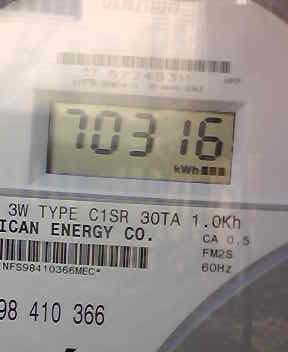 70316
kWh
3W TYPE C1SR 30TA 1.0Kh
ICAN ENERGY CO.
CA 0.5
FM2S
60Hz
NFS98410366MEC*
98 410 366